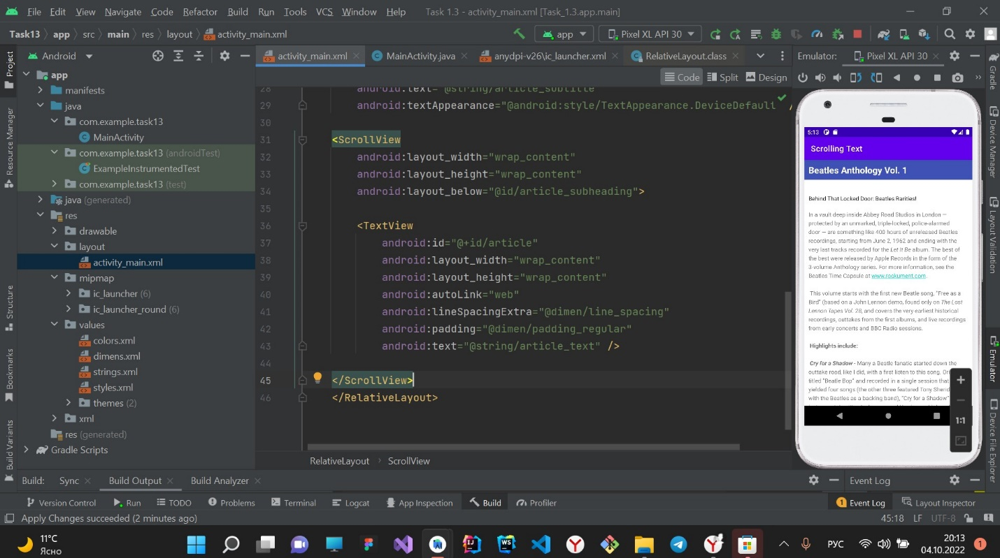 File Edit View Navigate Code Refactor Build Run Tools VCS Window Help Task 1.3 - activity_main.xml [Task_1.3.app.main]
Task13 app src main res layout activity_main.xml app Pixel XL API 30
Project
Resource Manager
Structure
Bookmarks
Build Variants
Android
app
manifests
java
com.example.task13
MainActivity
com.example.task13 (androidTest)
ExampleInstrumentedTest
com.example.task13 (test)
java (generated)
res
drawable
layout
activity_main.xml
mipmap
ic_launcher (6)
ic_launcher_round (6)
values
colors.xml
dimens.xml
strings.xml
styles.xml
themes (2)
xml
res (generated)
Gradle Scripts
activity_main.xml MainActivity.java anydpi-v26\ic_launcher.xml RelativeLayout.class
Code Split Design
28 android:text="@string/article_subtitle"
29 android:textAppearance="@android:style/TextAppearance.DeviceDefault" /
30
31 <ScrollView
32 android:layout_width="wrap_content"
33 android:layout_height="wrap_content"
34 android:layout_below="@id/article_subheading">
35
36 <TextView
37 android:id="@+id/article"
38 android:layout_width="wrap_content"
39 android:layout_height="wrap_content"
40 android:autoLink="web"
41 android:lineSpacingExtra="@dimen/line_spacing"
42 android:padding="@dimen/padding_regular"
43 android:text="@string/article_text" />
44
45 </ScrollView>
46 </RelativeLayout>
RelativeLayout ScrollView
Emulator: Pixel XL API 30
5:13
Scrolling Text
Beatles Anthology Vol. 1
Behind That Locked Door: Beatles Rarities!
In a vault deep inside Abbey Road Studios in London —
protected by an unmarked, triple-locked, police-alarmed
door — are something like 400 hours of unreleased Beatles
recordings, starting from June 2, 1962 and ending with the
very last tracks recorded for the Let It Be album. The best of
the best were released by Apple Records in the form of the
3-volume Anthology series. For more information, see the
Beatles Time Capsule at www.rookument.com.
This volume starts with the first new Beatle song, "Free as a
Bird" (based on a John Lennon demo, found only on The Lost
Lennon Tapes Vol. 28, and covers the very earliest historical
recordings, outtakes from the first albums, and live recordings
from early concerts and BBC Radio sessions.
Highlights include:
Cry for a Shadow - Many a Beatle fanatic started down the
outtake road, like I did, with a first listen to this song. Or
titled "Beatle Bop" and recorded in a single session that
yielded four songs (the other three featured Tony Sherid
with the Beatles as a backing band), "Cry for a Shadow"
1:1
Gradle
Device Manager
Layout Validation
Emulator
Device File Explorer
Build: Sync Build Output Build Analyzer Event Log
Version Control Run TODO Problems Terminal Logcat App Inspection Build Profiler 1 Event Log Layout Inspector
Apply Changes succeeded (2 minutes ago) 45:18 LF UTF-8
11°C
Ясно
РУС
20:13
04.10.2022
1